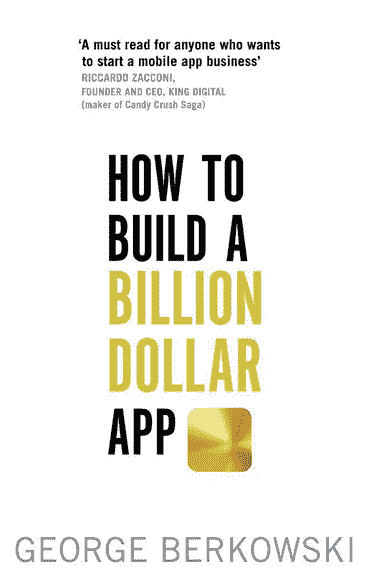 ‘A must read for anyone who wants
to start a mobile app business’
RICCARDO ZACCONI,
FOUNDER AND CEO, KING DIGITAL
(maker of Candy Crush Saga)
HOW TO
BUILD A
BILLION
DOLLAR
APP
GEORGE BERKOWSKI